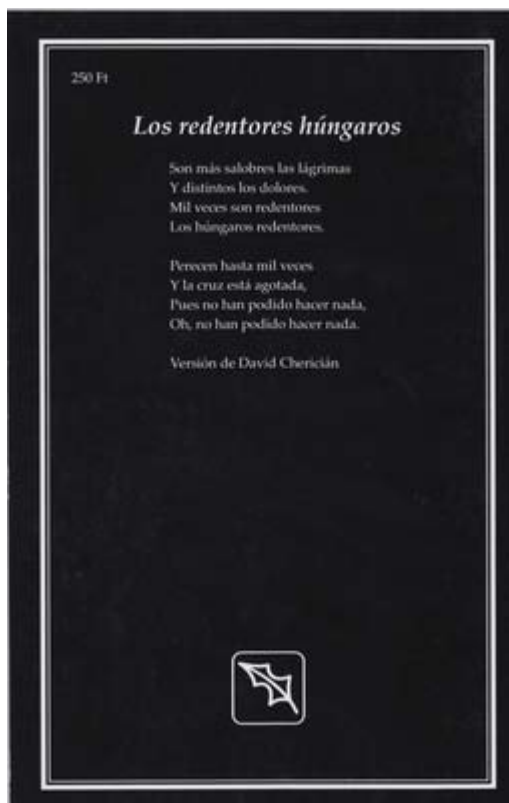 250 Ft
Los redentores húngaros
Son más salobres las lágrimas
Y distintos los dolores.
Mil veces son redentores
Los húngaros redentores.
Perecen hasta mil veces
Y la cruz está agotada,
Pues no han podido hacer nada,
Oh, no han podido hacer nada.
Versión de David Chericián